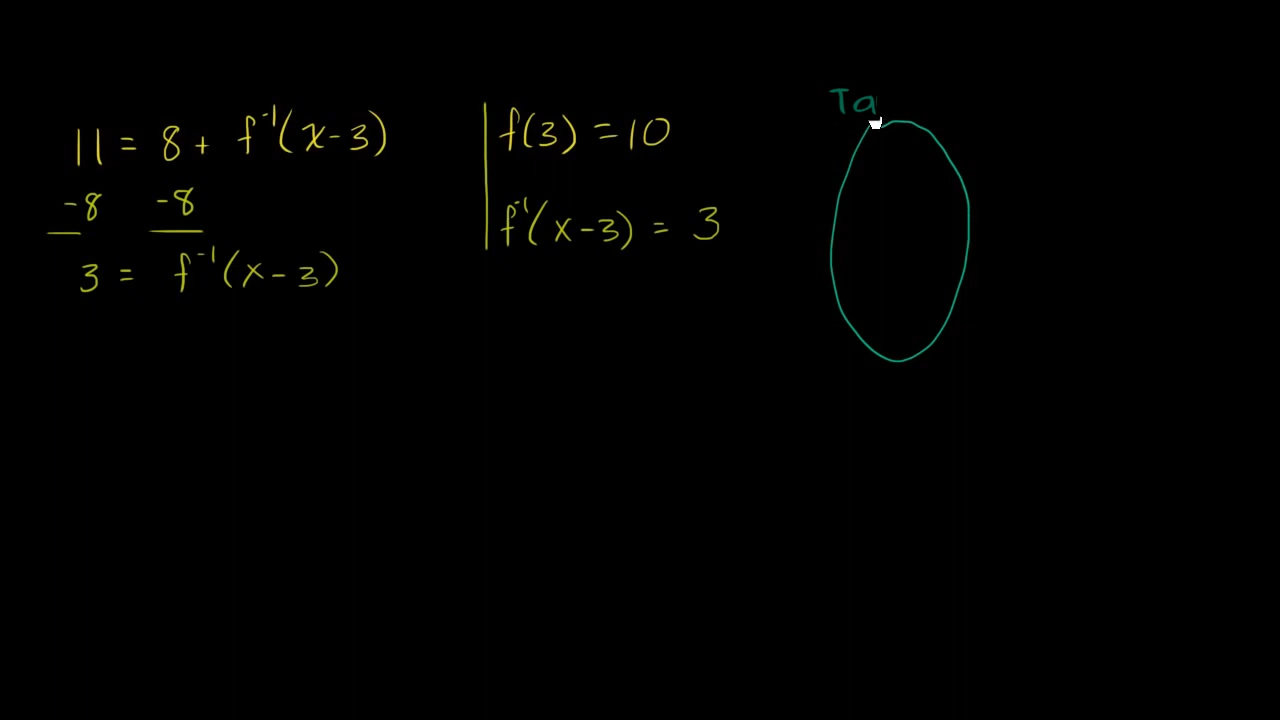 11 = 8 + f⁻¹(x-3)
-8 -8
3 = f⁻¹(x-3)
f(3) = 10
f⁻¹(x-3) = 3
Ta